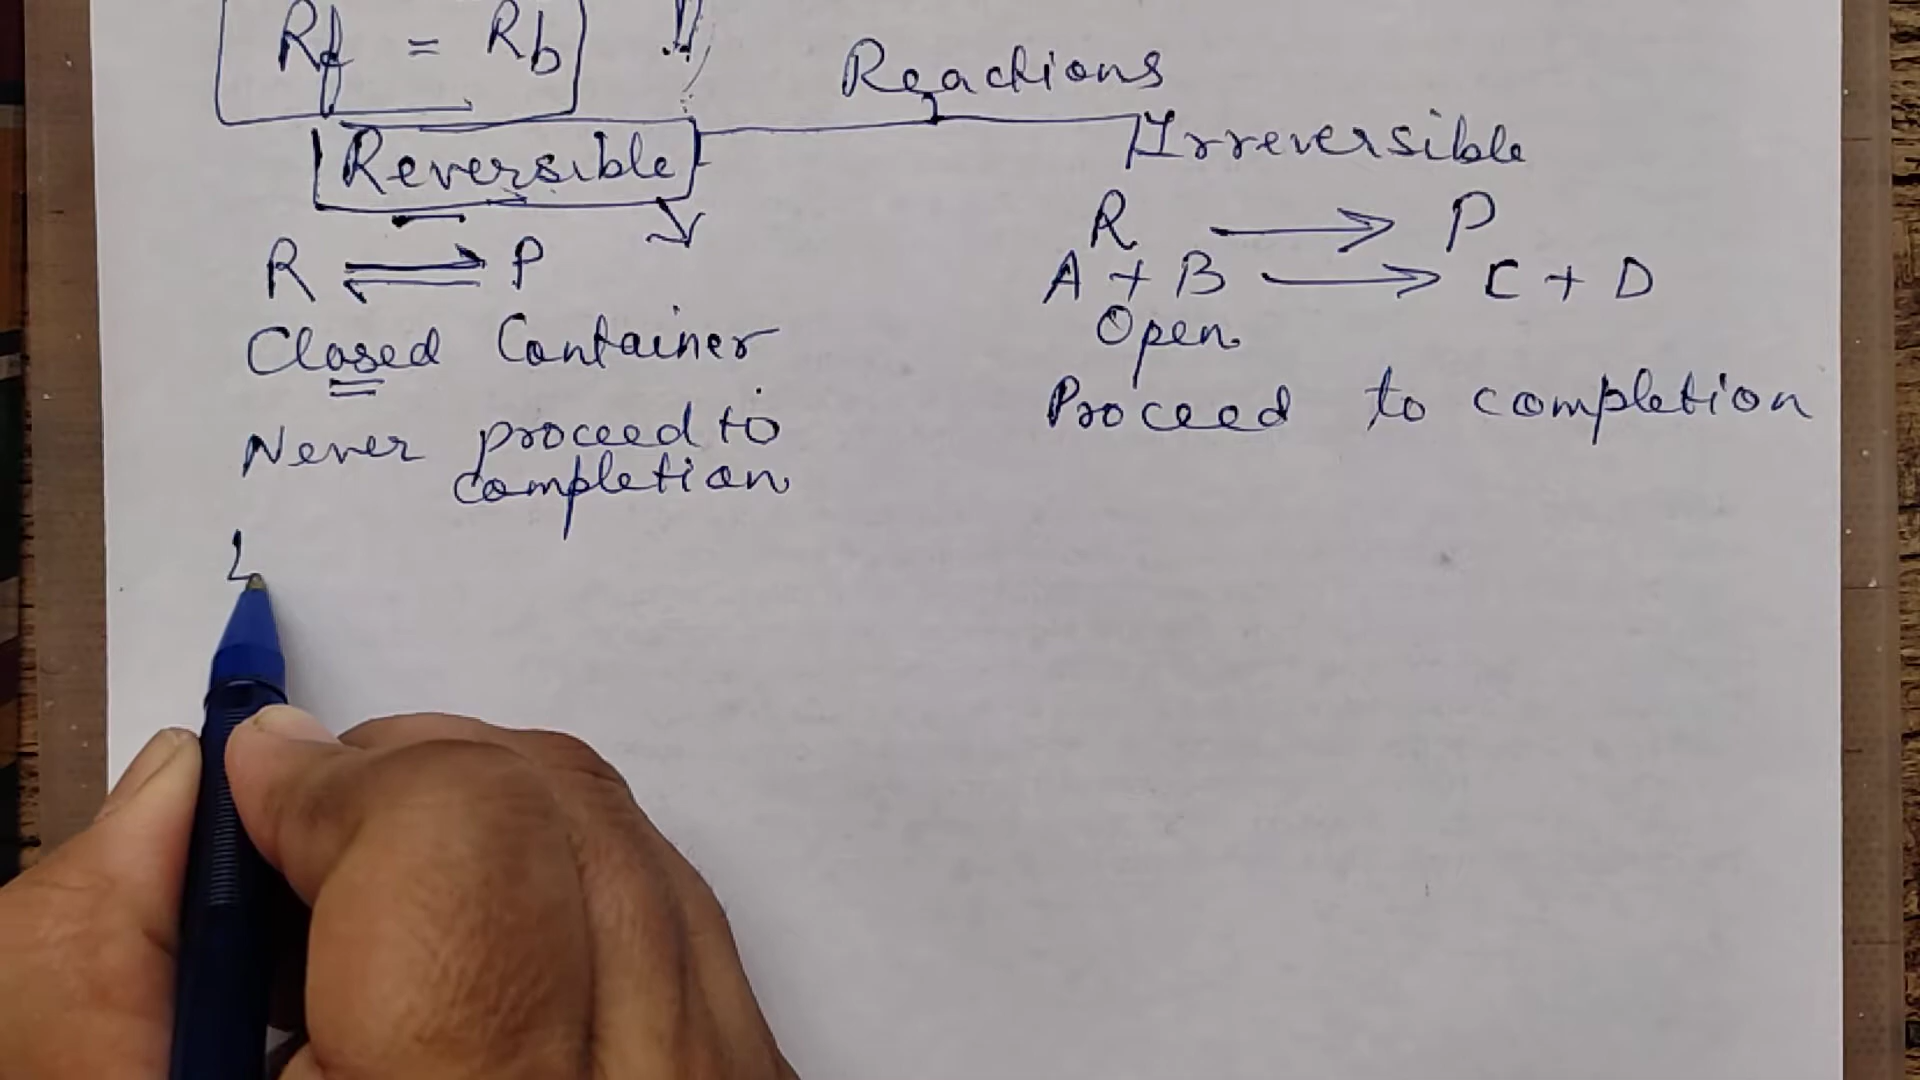 Rf = Rb !!
Reactions
Reversible
Irreversible
R ⇌ P
R → P
Closed Container
A + B → C + D
Open
Never proceed to
completion
Proceed to completion